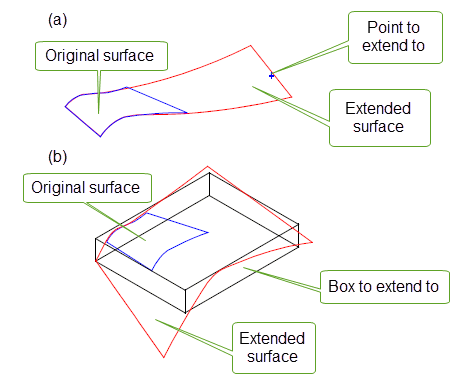 (a)
Point to
extend to
Original surface
Extended
surface
(b)
Original surface
Box to extend to
Extended
surface